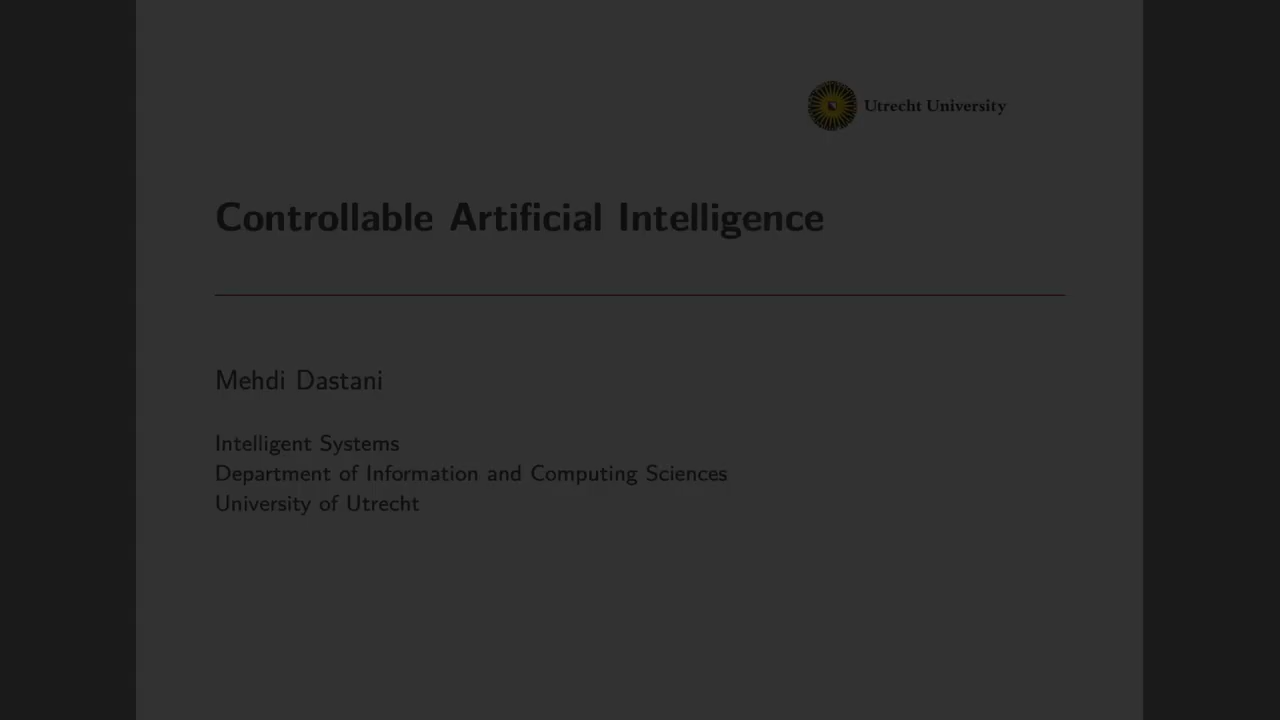 Utrecht University
Controllable Artificial Intelligence
Mehdi Dastani
Intelligent Systems
Department of Information and Computing Sciences
University of Utrecht